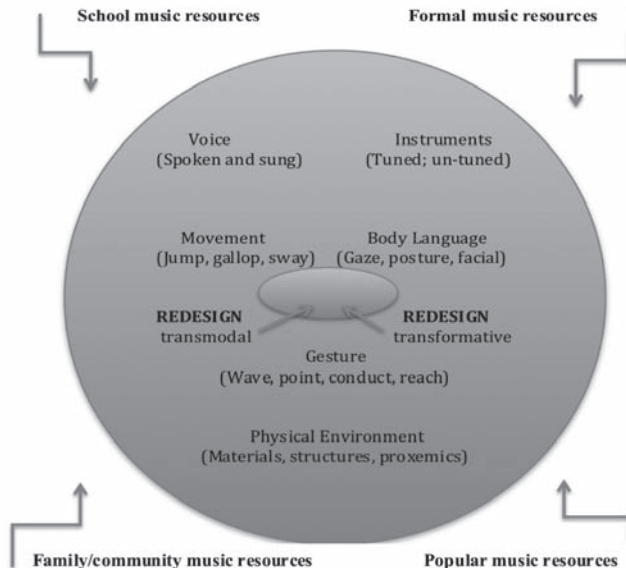 School music resources
Formal music resources
Voice
(Spoken and sung)
Instruments
(Tuned; un-tuned)
Movement
(Jump, gallop, sway)
Body Language
(Gaze, posture, facial)
REDESIGN
transmodal
REDESIGN
transformative
Gesture
(Wave, point, conduct, reach)
Physical Environment
(Materials, structures, proxemics)
Family/community music resources
Popular music resources